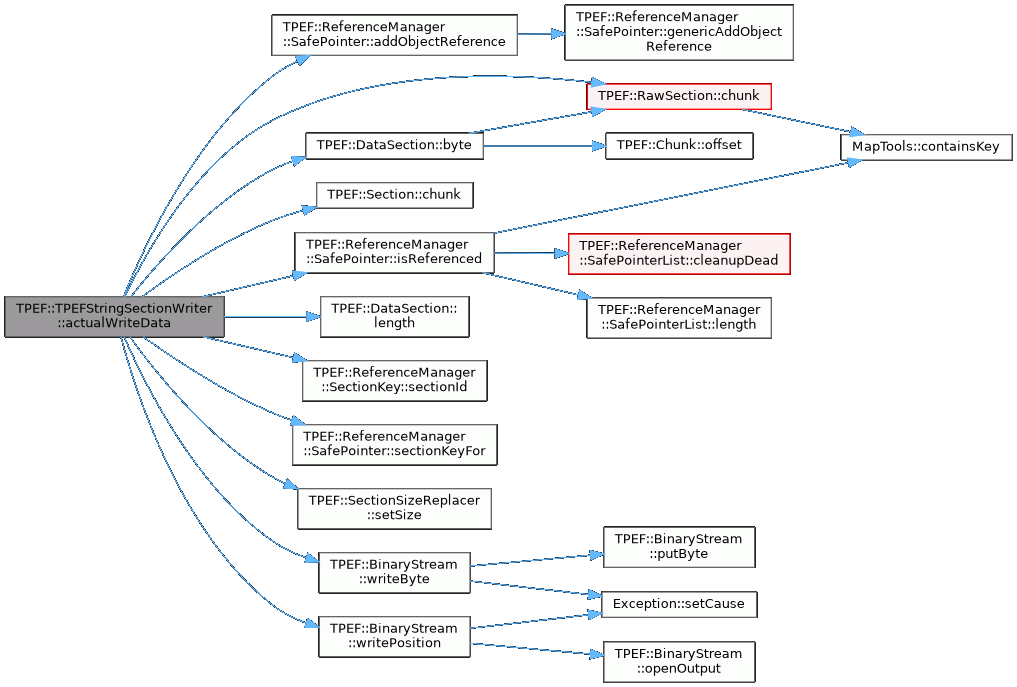 TPEF::ReferenceManager
::SafePointer::addObjectReference
TPEF::ReferenceManager
::SafePointer::genericAddObject
Reference
TPEF::RawSection::chunk
TPEF::DataSection::byte
TPEF::Chunk::offset
MapTools::containsKey
TPEF::Section::chunk
TPEF::ReferenceManager
::SafePointer::isReferenced
TPEF::ReferenceManager
::SafePointerList::cleanupDead
TPEF::TPEFStringSectionWriter
::actualWriteData
TPEF::DataSection::
length
TPEF::ReferenceManager
::SafePointerList::length
TPEF::ReferenceManager
::SectionKey::sectionId
TPEF::ReferenceManager
::SafePointer::sectionKeyFor
TPEF::SectionSizeReplacer
::setSize
TPEF::BinaryStream
::writeByte
TPEF::BinaryStream
::putByte
Exception::setCause
TPEF::BinaryStream
::writePosition
TPEF::BinaryStream
::openOutput